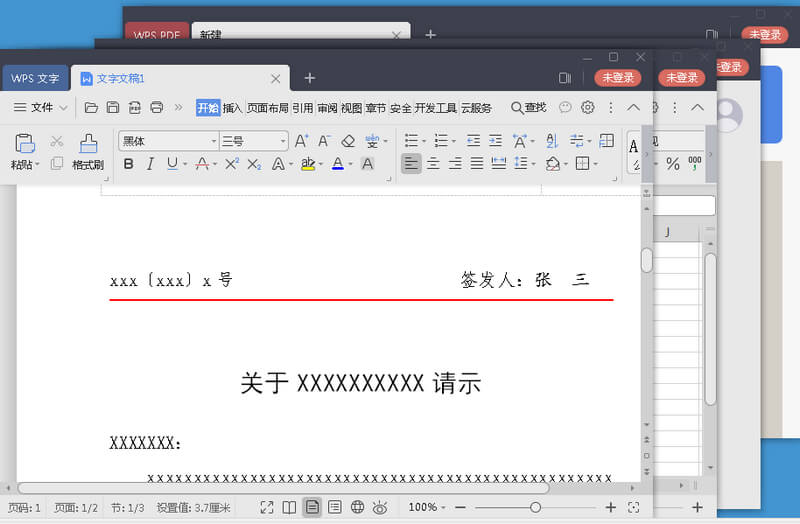 WPS PDF 新建
未登录
未登录
WPS 文字 文字文稿1 未登录 未登录
文件 开始 插入 页面布局 引用 审阅 视图 章节 安全 开发工具 云服务 查找
粘贴 格式刷 黑体 三号
B I U A X² X₂ A A A
% 000
J
xxx〔xxx〕x 号 签发人：张 三
关于 XXXXXXXXXX 请示
XXXXXXX：
页码: 1 页面: 1/2 节: 1/3 设置值: 3.7厘米 100%